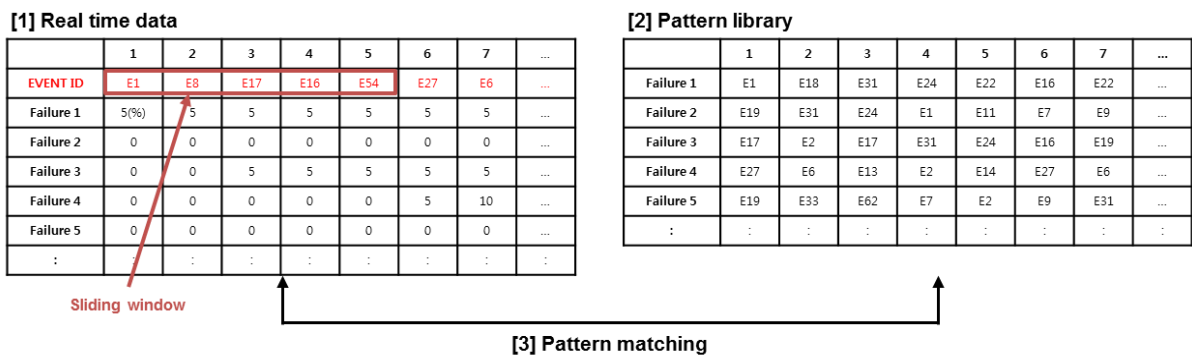 [1] Real time data
1 2 3 4 5 6 7 ...
EVENT ID E1 E8 E17 E16 E54 E27 E6 ...
Failure 1 5(%) 5 5 5 5 5 5 ...
Failure 2 0 0 0 0 0 0 0 ...
Failure 3 0 0 5 5 5 5 5 ...
Failure 4 0 0 0 0 0 5 10 ...
Failure 5 0 0 0 0 0 0 0 ...
: : : : : : : : :
Sliding window
[2] Pattern library
1 2 3 4 5 6 7 ...
Failure 1 E1 E18 E31 E24 E22 E16 E22 ...
Failure 2 E19 E31 E24 E1 E11 E7 E9 ...
Failure 3 E17 E2 E17 E31 E24 E16 E19 ...
Failure 4 E27 E6 E13 E2 E14 E27 E6 ...
Failure 5 E19 E33 E62 E7 E2 E9 E31 ...
: : : : : : : : :
[3] Pattern matching